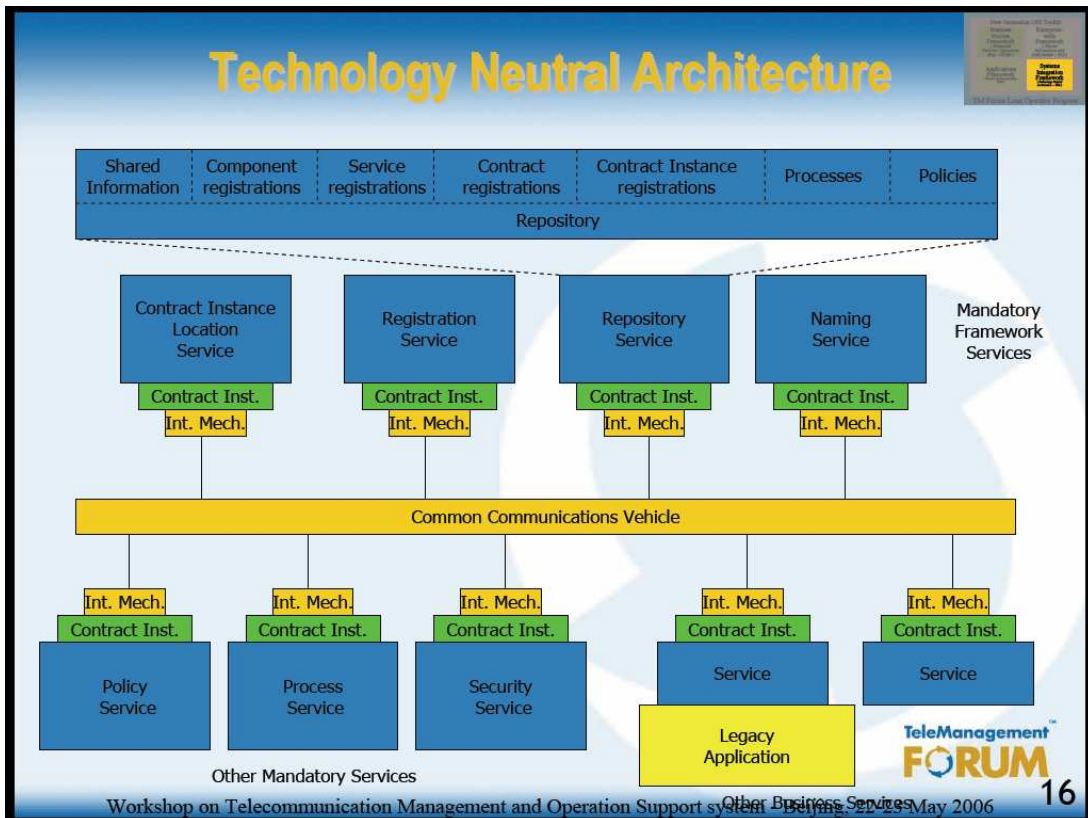 Technology Neutral Architecture
Systems
Integration
Framework
Shared
Information
Component
registrations
Service
registrations
Contract
registrations
Contract Instance
registrations
Processes
Policies
Repository
Contract Instance
Location
Service
Registration
Service
Repository
Service
Naming
Service
Mandatory
Framework
Services
Contract Inst.
Contract Inst.
Contract Inst.
Contract Inst.
Int. Mech.
Int. Mech.
Int. Mech.
Int. Mech.
Common Communications Vehicle
Int. Mech.
Int. Mech.
Int. Mech.
Int. Mech.
Int. Mech.
Contract Inst.
Contract Inst.
Contract Inst.
Contract Inst.
Contract Inst.
Policy
Service
Process
Service
Security
Service
Service
Service
Legacy
Application
TeleManagement™
FORUM
Other Mandatory Services
Other Business Services
Workshop on Telecommunication Management and Operation Support system - Beijing, 22-23 May 2006
16